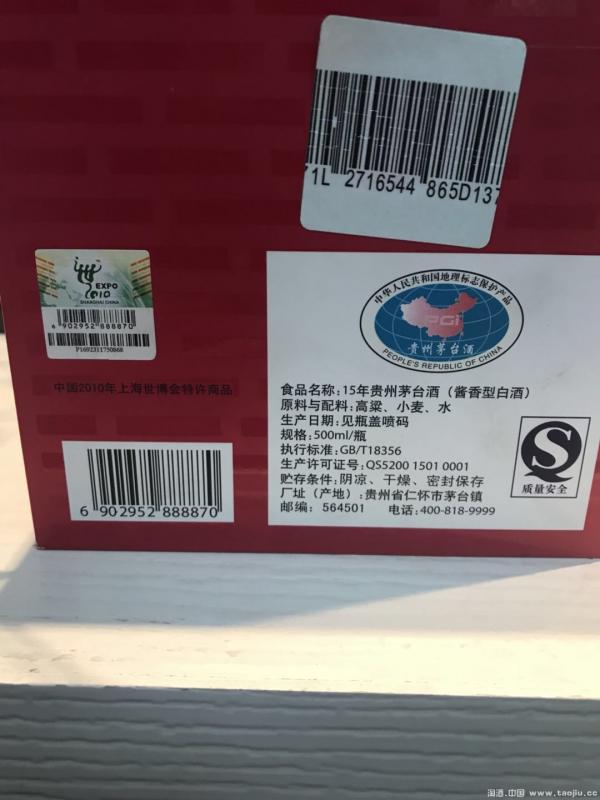 71L 2716544 865D137
EXPO
2010
SHANGHAI CHINA
6 902952 888870
P1692311750868
中国2010年上海世博会特许商品
6 902952 888870
中华人民共和国地理标志保护产品
PGI
贵州茅台酒
PEOPLE'S REPUBLIC OF CHINA
食品名称:15年贵州茅台酒（酱香型白酒）
原料与配料:高粱、小麦、水
生产日期:见瓶盖喷码
规格:500ml/瓶
执行标准:GB/T18356
生产许可证号:QS5200 1501 0001
贮存条件:阴凉、干燥、密封保存
厂址（产地）:贵州省仁怀市茅台镇
邮编: 564501 电话:400-818-9999
质量安全
淘酒.中国 www.taojiu.cc